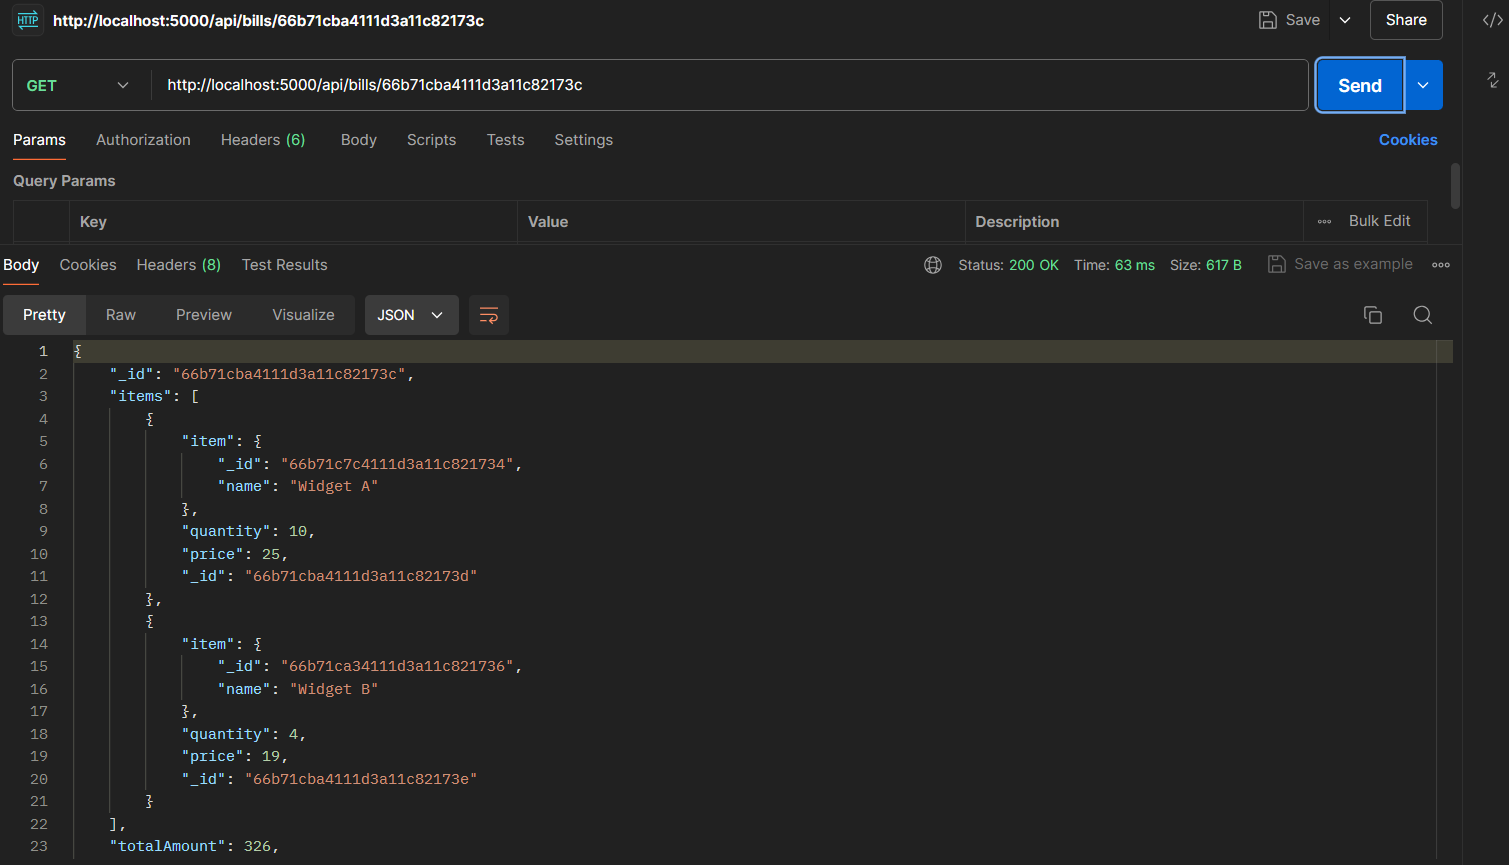 HTTP http://localhost:5000/api/bills/66b71cba4111d3a11c82173c Save Share
GET http://localhost:5000/api/bills/66b71cba4111d3a11c82173c Send
Params Authorization Headers (6) Body Scripts Tests Settings Cookies
Query Params
Key Value Description Bulk Edit
Body Cookies Headers (8) Test Results Status: 200 OK Time: 63 ms Size: 617 B Save as example
Pretty Raw Preview Visualize JSON
1 {
2 "_id": "66b71cba4111d3a11c82173c",
3 "items": [
4 {
5 "item": {
6 "_id": "66b71c7c4111d3a11c821734",
7 "name": "Widget A"
8 },
9 "quantity": 10,
10 "price": 25,
11 "_id": "66b71cba4111d3a11c82173d"
12 },
13 {
14 "item": {
15 "_id": "66b71ca34111d3a11c821736",
16 "name": "Widget B"
17 },
18 "quantity": 4,
19 "price": 19,
20 "_id": "66b71cba4111d3a11c82173e"
21 }
22 ],
23 "totalAmount": 326,